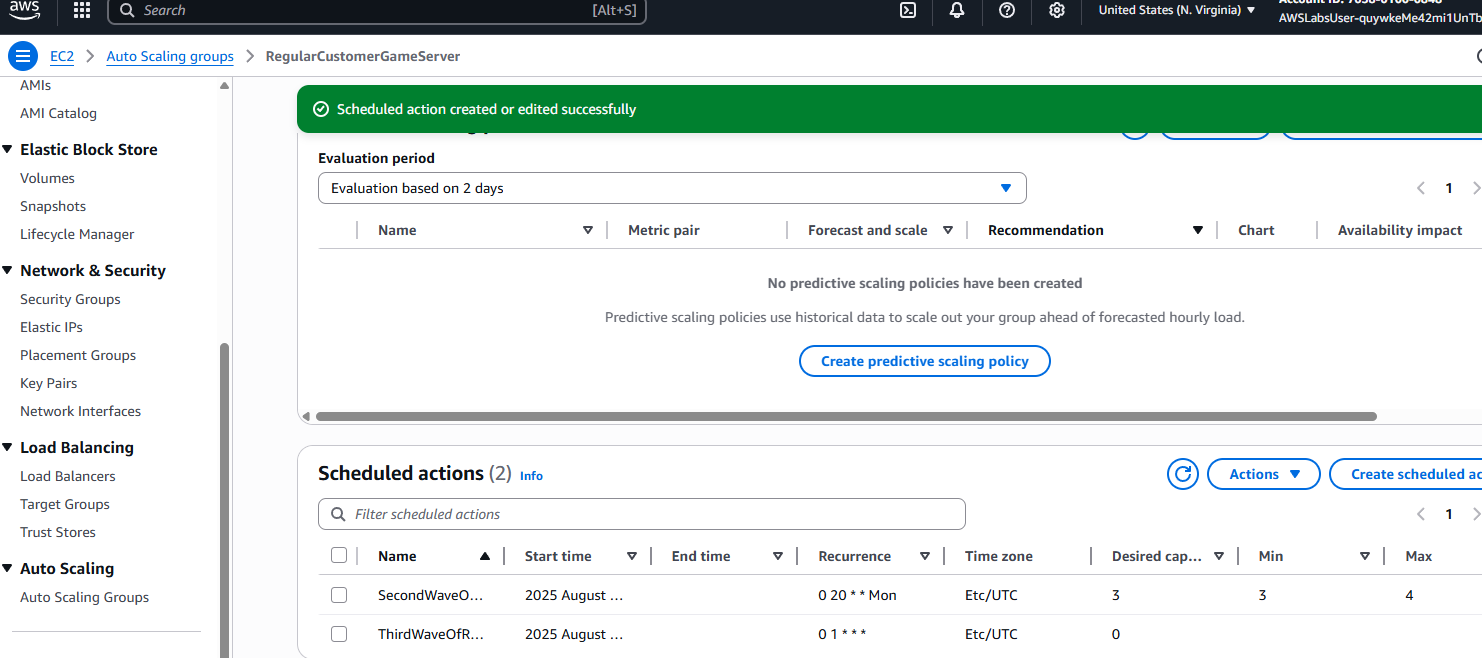 aws
Search [Alt+S] United States (N. Virginia)
AWSLabsUser-quywkeMe42mi1UnTb
EC2 Auto Scaling groups RegularCustomerGameServer
AMIs
AMI Catalog
Elastic Block Store
Volumes
Snapshots
Lifecycle Manager
Network & Security
Security Groups
Elastic IPs
Placement Groups
Key Pairs
Network Interfaces
Load Balancing
Load Balancers
Target Groups
Trust Stores
Auto Scaling
Auto Scaling Groups
Scheduled action created or edited successfully
Evaluation period
Evaluation based on 2 days
1
Name Metric pair Forecast and scale Recommendation Chart Availability impact
No predictive scaling policies have been created
Predictive scaling policies use historical data to scale out your group ahead of forecasted hourly load.
Create predictive scaling policy
Scheduled actions (2) Info
Actions Create scheduled ac
Filter scheduled actions
1
Name Start time End time Recurrence Time zone Desired cap... Min Max
SecondWaveO... 2025 August ... 0 20 * * Mon Etc/UTC 3 3 4
ThirdWaveOfR... 2025 August ... 0 1 * * * Etc/UTC 0